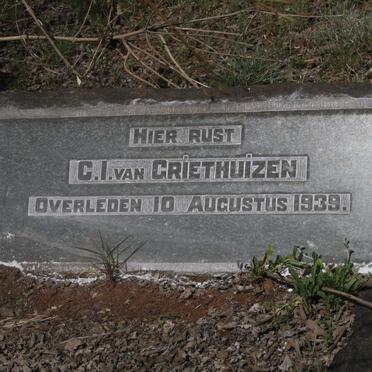 HIER RUST
C.I. VAN GRIETHUIZEN
OVERLEDEN 10 AUGUSTUS 1939.